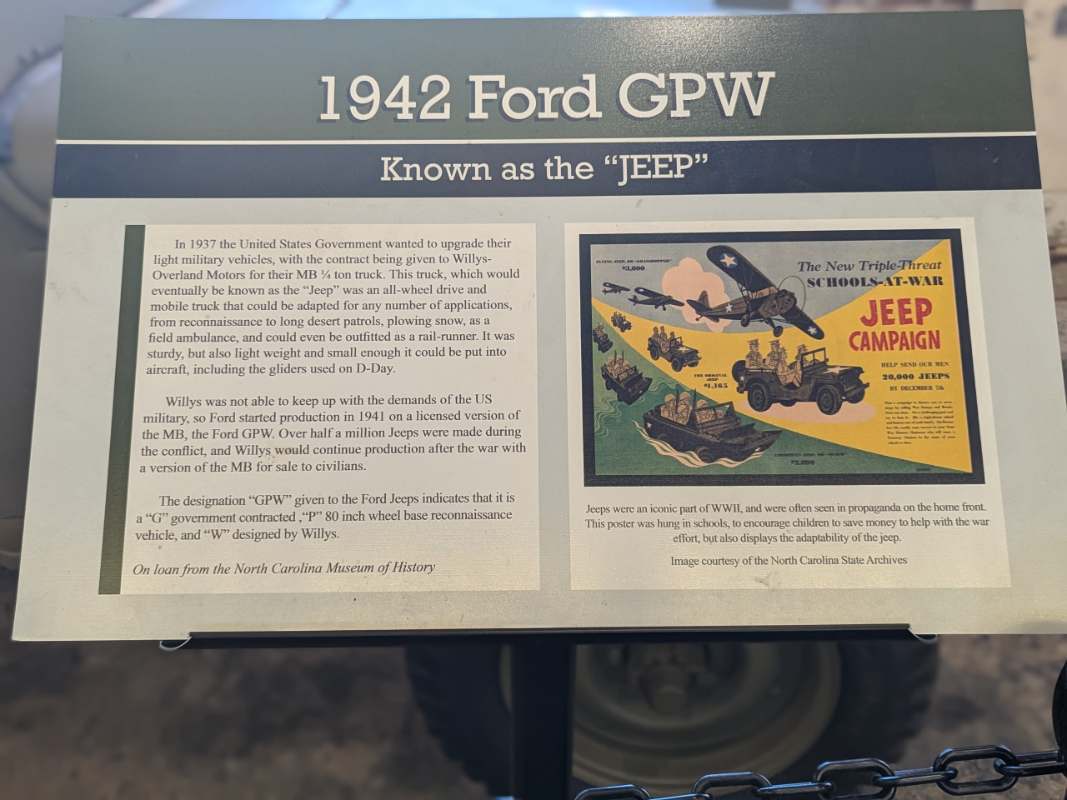 1942 Ford GPW
Known as the “JEEP”
In 1937 the United States Government wanted to upgrade their
light military vehicles, with the contract being given to Willys-
Overland Motors for their MB ¼ ton truck. This truck, which would
eventually be known as the “Jeep” was an all-wheel drive and
mobile truck that could be adapted for any number of applications,
from reconnaissance to long desert patrols, plowing snow, as a
field ambulance, and could even be outfitted as a rail-runner. It was
sturdy, but also light weight and small enough it could be put into
aircraft, including the gliders used on D-Day.
Willys was not able to keep up with the demands of the US
military, so Ford started production in 1941 on a licensed version of
the MB, the Ford GPW. Over half a million Jeeps were made during
the conflict, and Willys would continue production after the war with
a version of the MB for sale to civilians.
The designation “GPW” given to the Ford Jeeps indicates that it is
a “G” government contracted ,“P” 80 inch wheel base reconnaissance
vehicle, and “W” designed by Willys.
On loan from the North Carolina Museum of History
$3,000
The New Triple-Threat
SCHOOLS-AT-WAR
JEEP
CAMPAIGN
HELP SEND OUR MEN
20,000 JEEPS
BY DECEMBER
THE ORIGINAL
JEEP
$1,165
Jeeps were an iconic part of WWII, and were often seen in propaganda on the home front.
This poster was hung in schools, to encourage children to save money to help with the war
effort, but also displays the adaptability of the jeep.
Image courtesy of the North Carolina State Archives